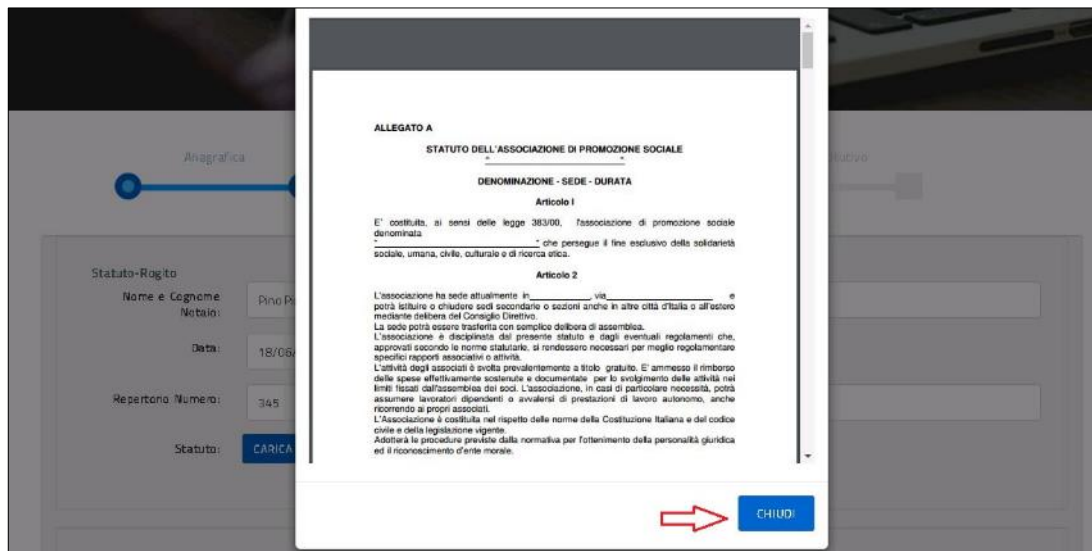 ALLEGATO A
STATUTO DELL'ASSOCIAZIONE DI PROMOZIONE SOCIALE
"_______________________"
DENOMINAZIONE - SEDE - DURATA
Articolo I
E' costituita, ai sensi delle legge 383/00, l'associazione di promozione sociale
denominata
"___________________________" che persegue il fine esclusivo della solidarietà
sociale, umana, civile, culturale e di ricerca etica.
Articolo 2
L'associazione ha sede attualmente in_______________, via__________________ e
potrà istituire o chiudere sedi secondarie o sezioni anche in altre città d'Italia o all'estero
mediante delibera del Consiglio Direttivo.
La sede potrà essere trasferita con semplice delibera di assemblea.
L'associazione è disciplinata dal presente statuto e dagli eventuali regolamenti che,
approvati secondo le norme statutarie, si rendessero necessari per meglio regolamentare
specifici rapporti associativi o attività.
L'attività degli associati è svolta prevalentemente a titolo gratuito. E' ammesso il rimborso
delle spese effettivamente sostenute e documentate per lo svolgimento delle attività nei
limiti fissati dall'assemblea dei soci. L'associazione, in casi di particolare necessità, potrà
assumere lavoratori dipendenti o avvalersi di prestazioni di lavoro autonomo, anche
ricorrendo ai propri associati.
L'Associazione è costituita nel rispetto delle norme della Costituzione Italiana e del codice
civile e della legislazione vigente.
Adotterà le procedure previste dalla normativa per l'ottenimento della personalità giuridica
ed il riconoscimento d'ente morale.
CHIUDI
Anagrafica
Statuto-Rogito
Nome e Cognome
Notaio:
Pino
Data:
18/06/
Repertorio Numero:
345
Statuto:
CARICA